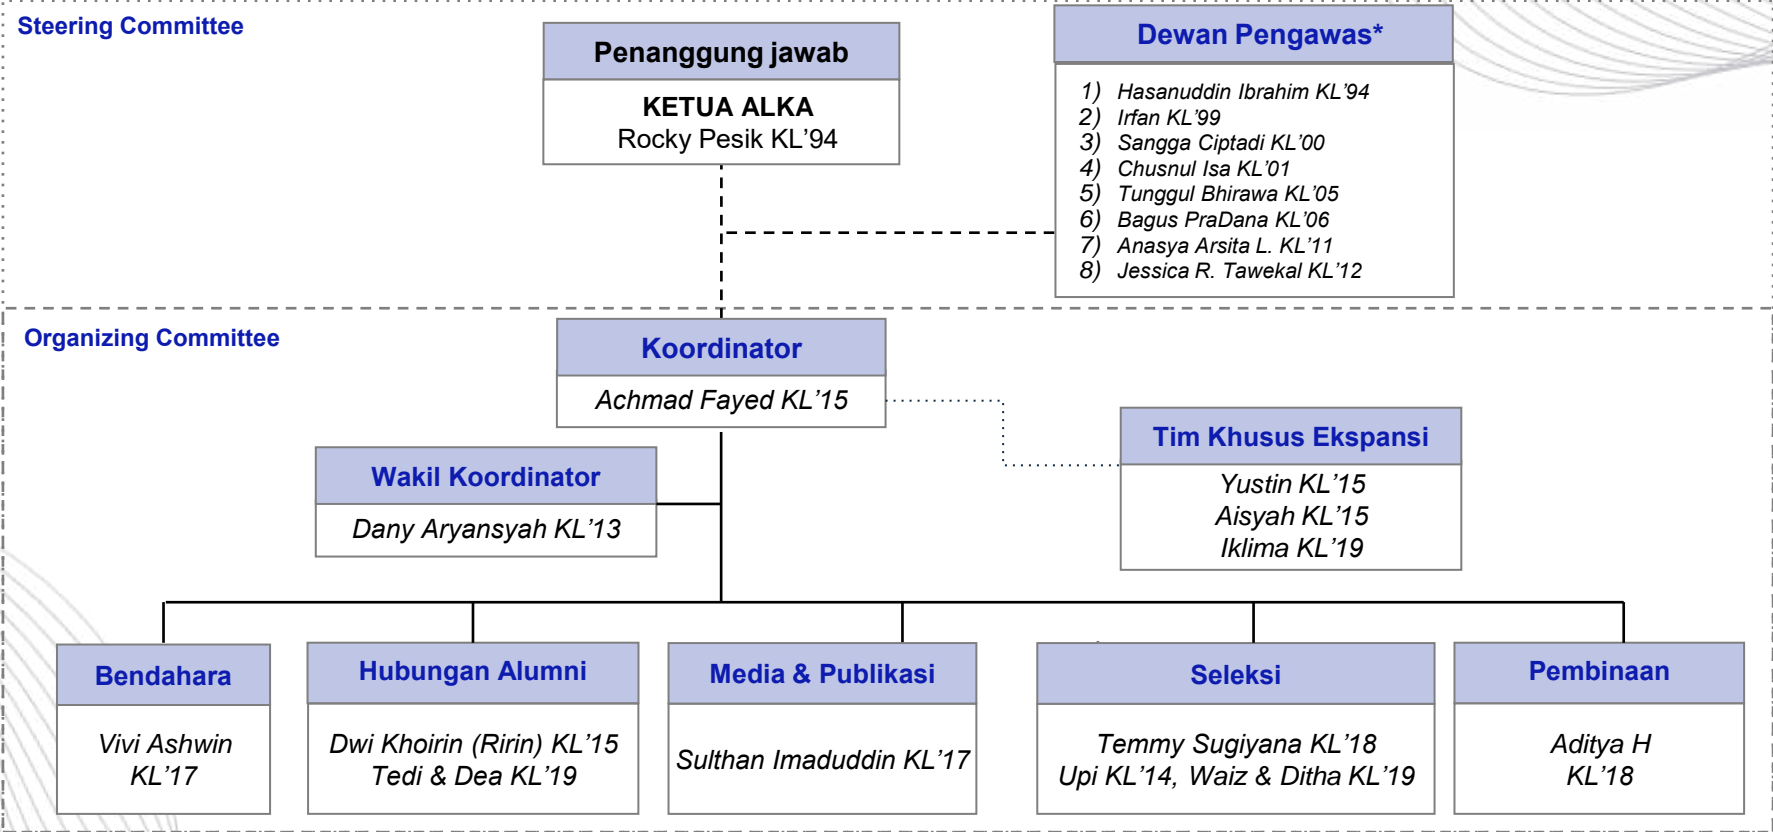 Steering Committee
Penanggung jawab
KETUA ALKA
Rocky Pesik KL’94
Dewan Pengawas*
1) Hasanuddin Ibrahim KL’94
2) Irfan KL’99
3) Sangga Ciptadi KL’00
4) Chusnul Isa KL’01
5) Tunggul Bhirawa KL’05
6) Bagus PraDana KL’06
7) Anasya Arsita L. KL’11
8) Jessica R. Tawekal KL’12
Organizing Committee
Koordinator
Achmad Fayed KL’15
Tim Khusus Ekspansi
Yustin KL’15
Aisyah KL’15
Iklima KL’19
Wakil Koordinator
Dany Aryansyah KL’13
Bendahara
Vivi Ashwin
KL’17
Hubungan Alumni
Dwi Khoirin (Ririn) KL’15
Tedi & Dea KL’19
Media & Publikasi
Sulthan Imaduddin KL’17
Seleksi
Temmy Sugiyana KL’18
Upi KL’14, Waiz & Ditha KL’19
Pembinaan
Aditya H
KL’18